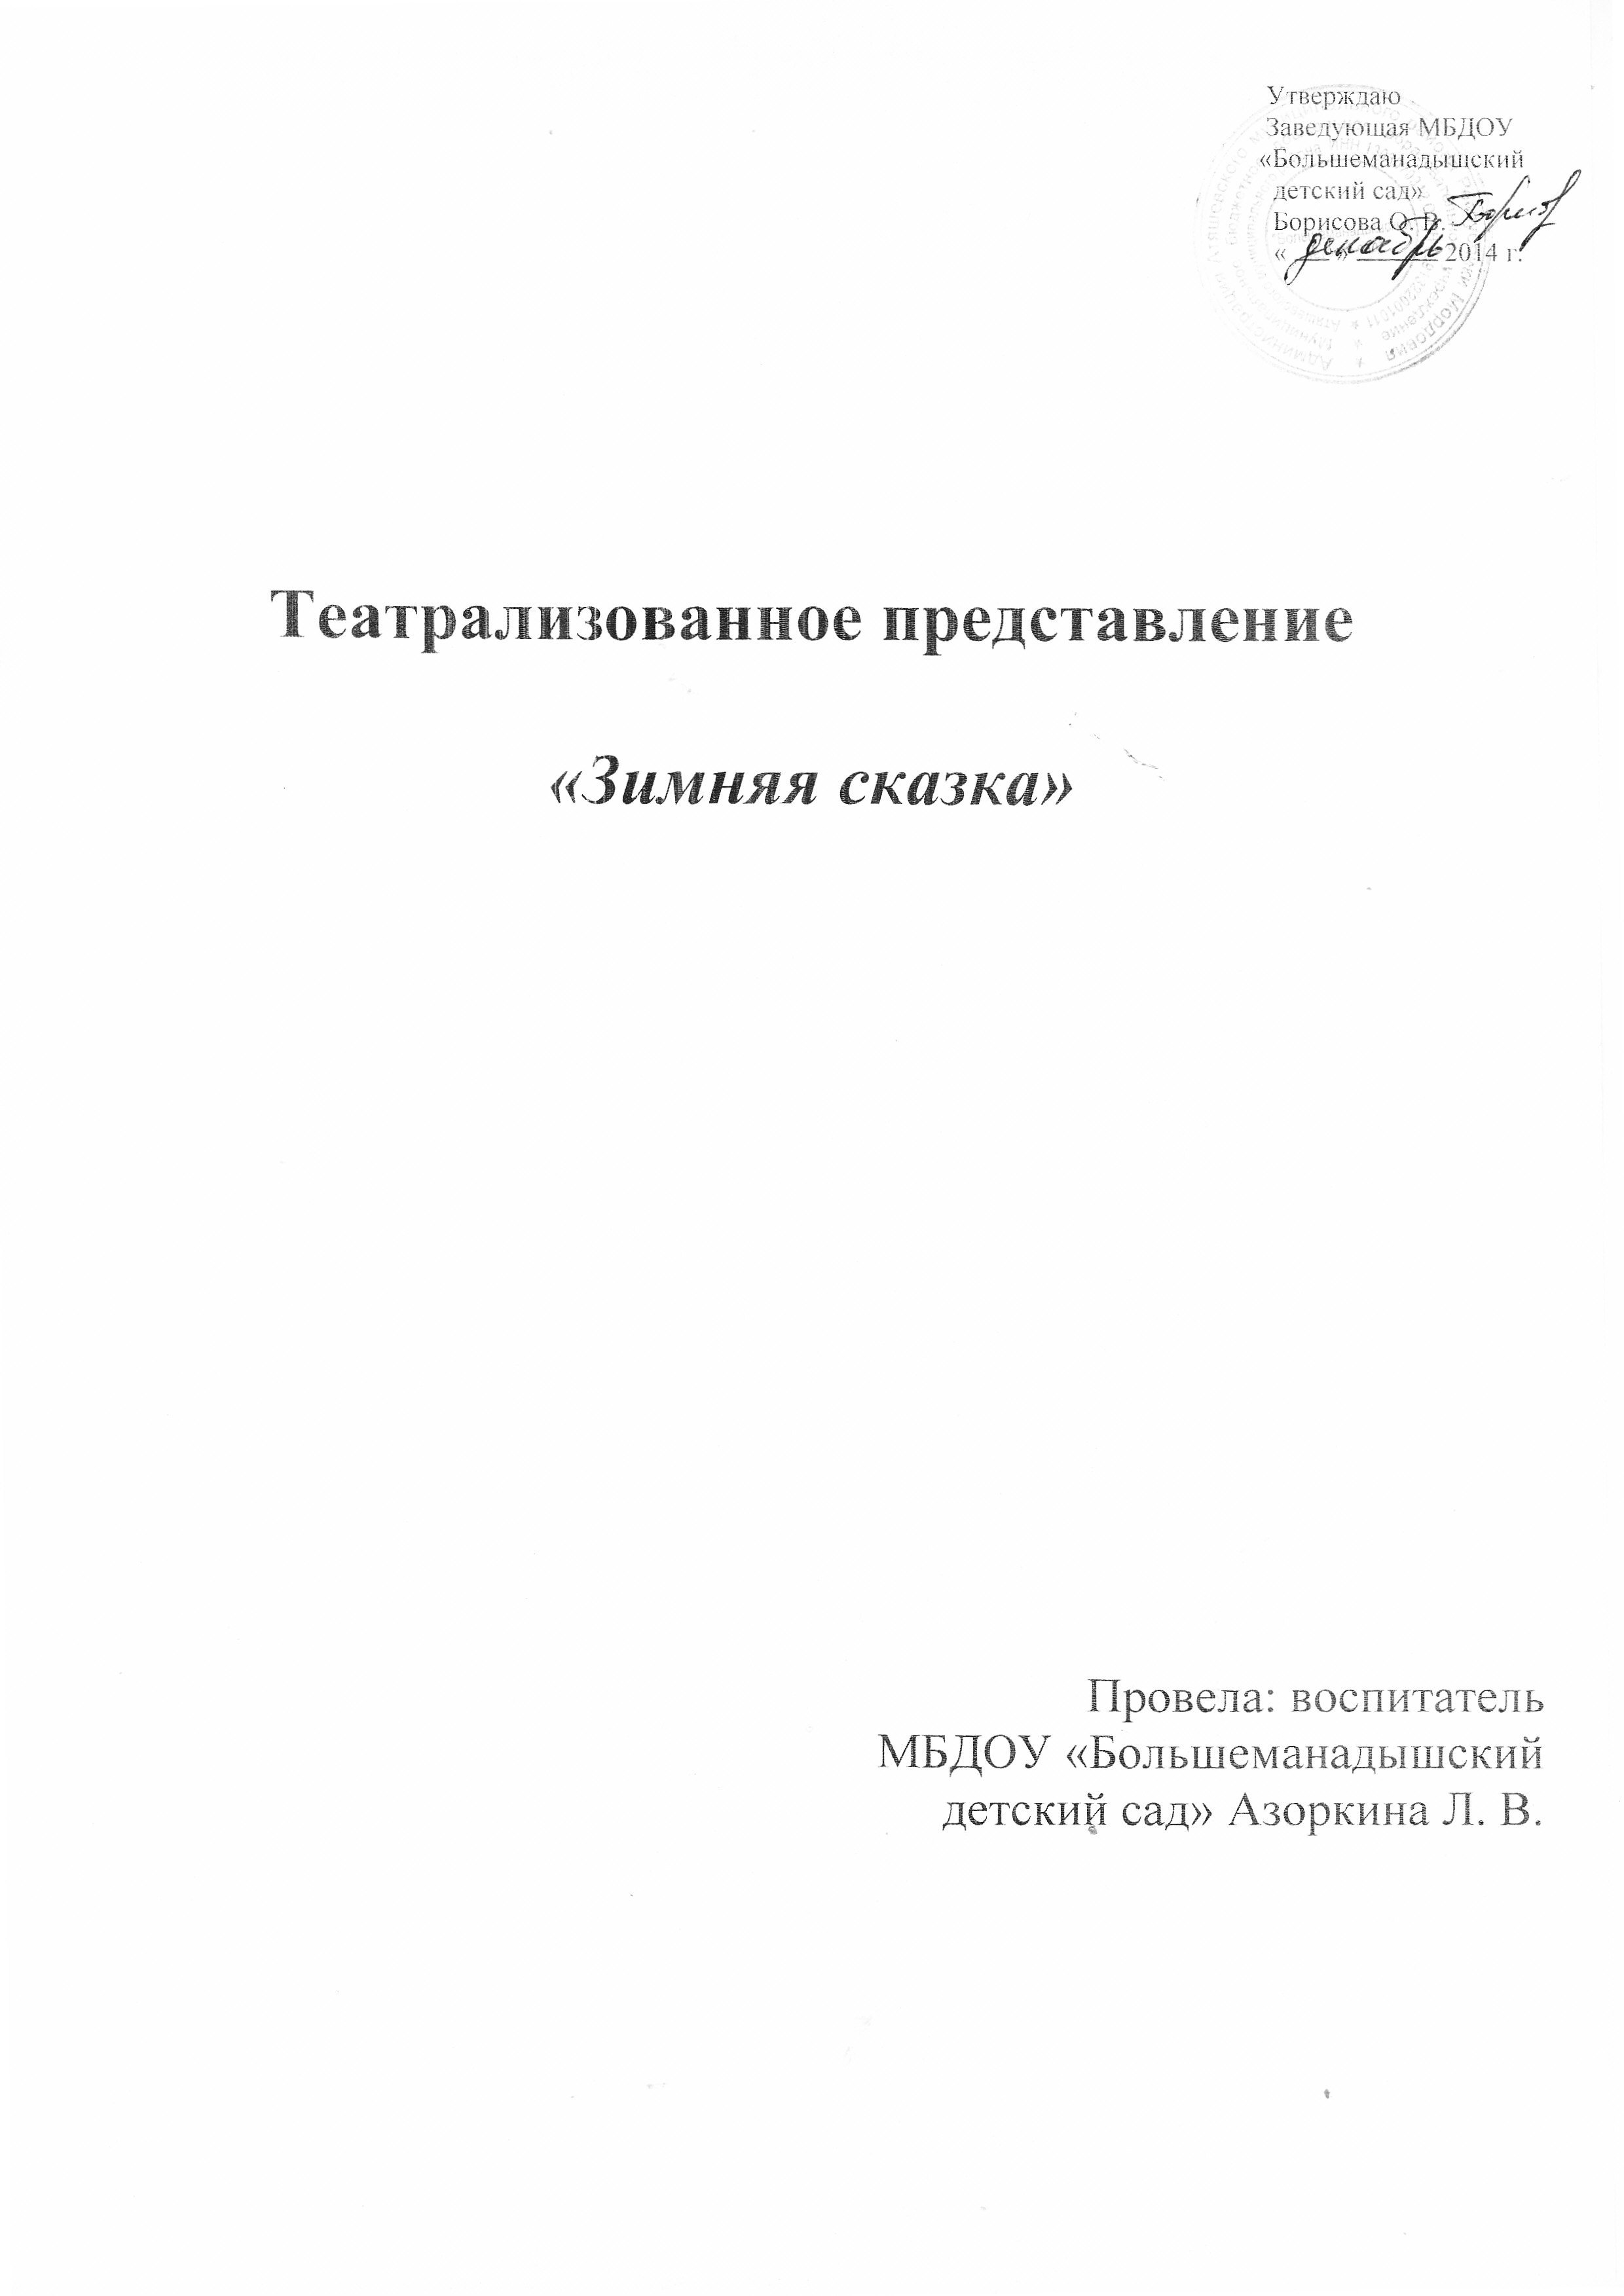 Утверждаю
Заведующая МБДОУ
«Большеманадышский
детский сад»
Борисова О. В.
« декабрь 2014 г.
Театрализованное представление
«Зимняя сказка»
Провела: воспитатель
МБДОУ «Большеманадышский
детский сад» Азоркина Л. В.